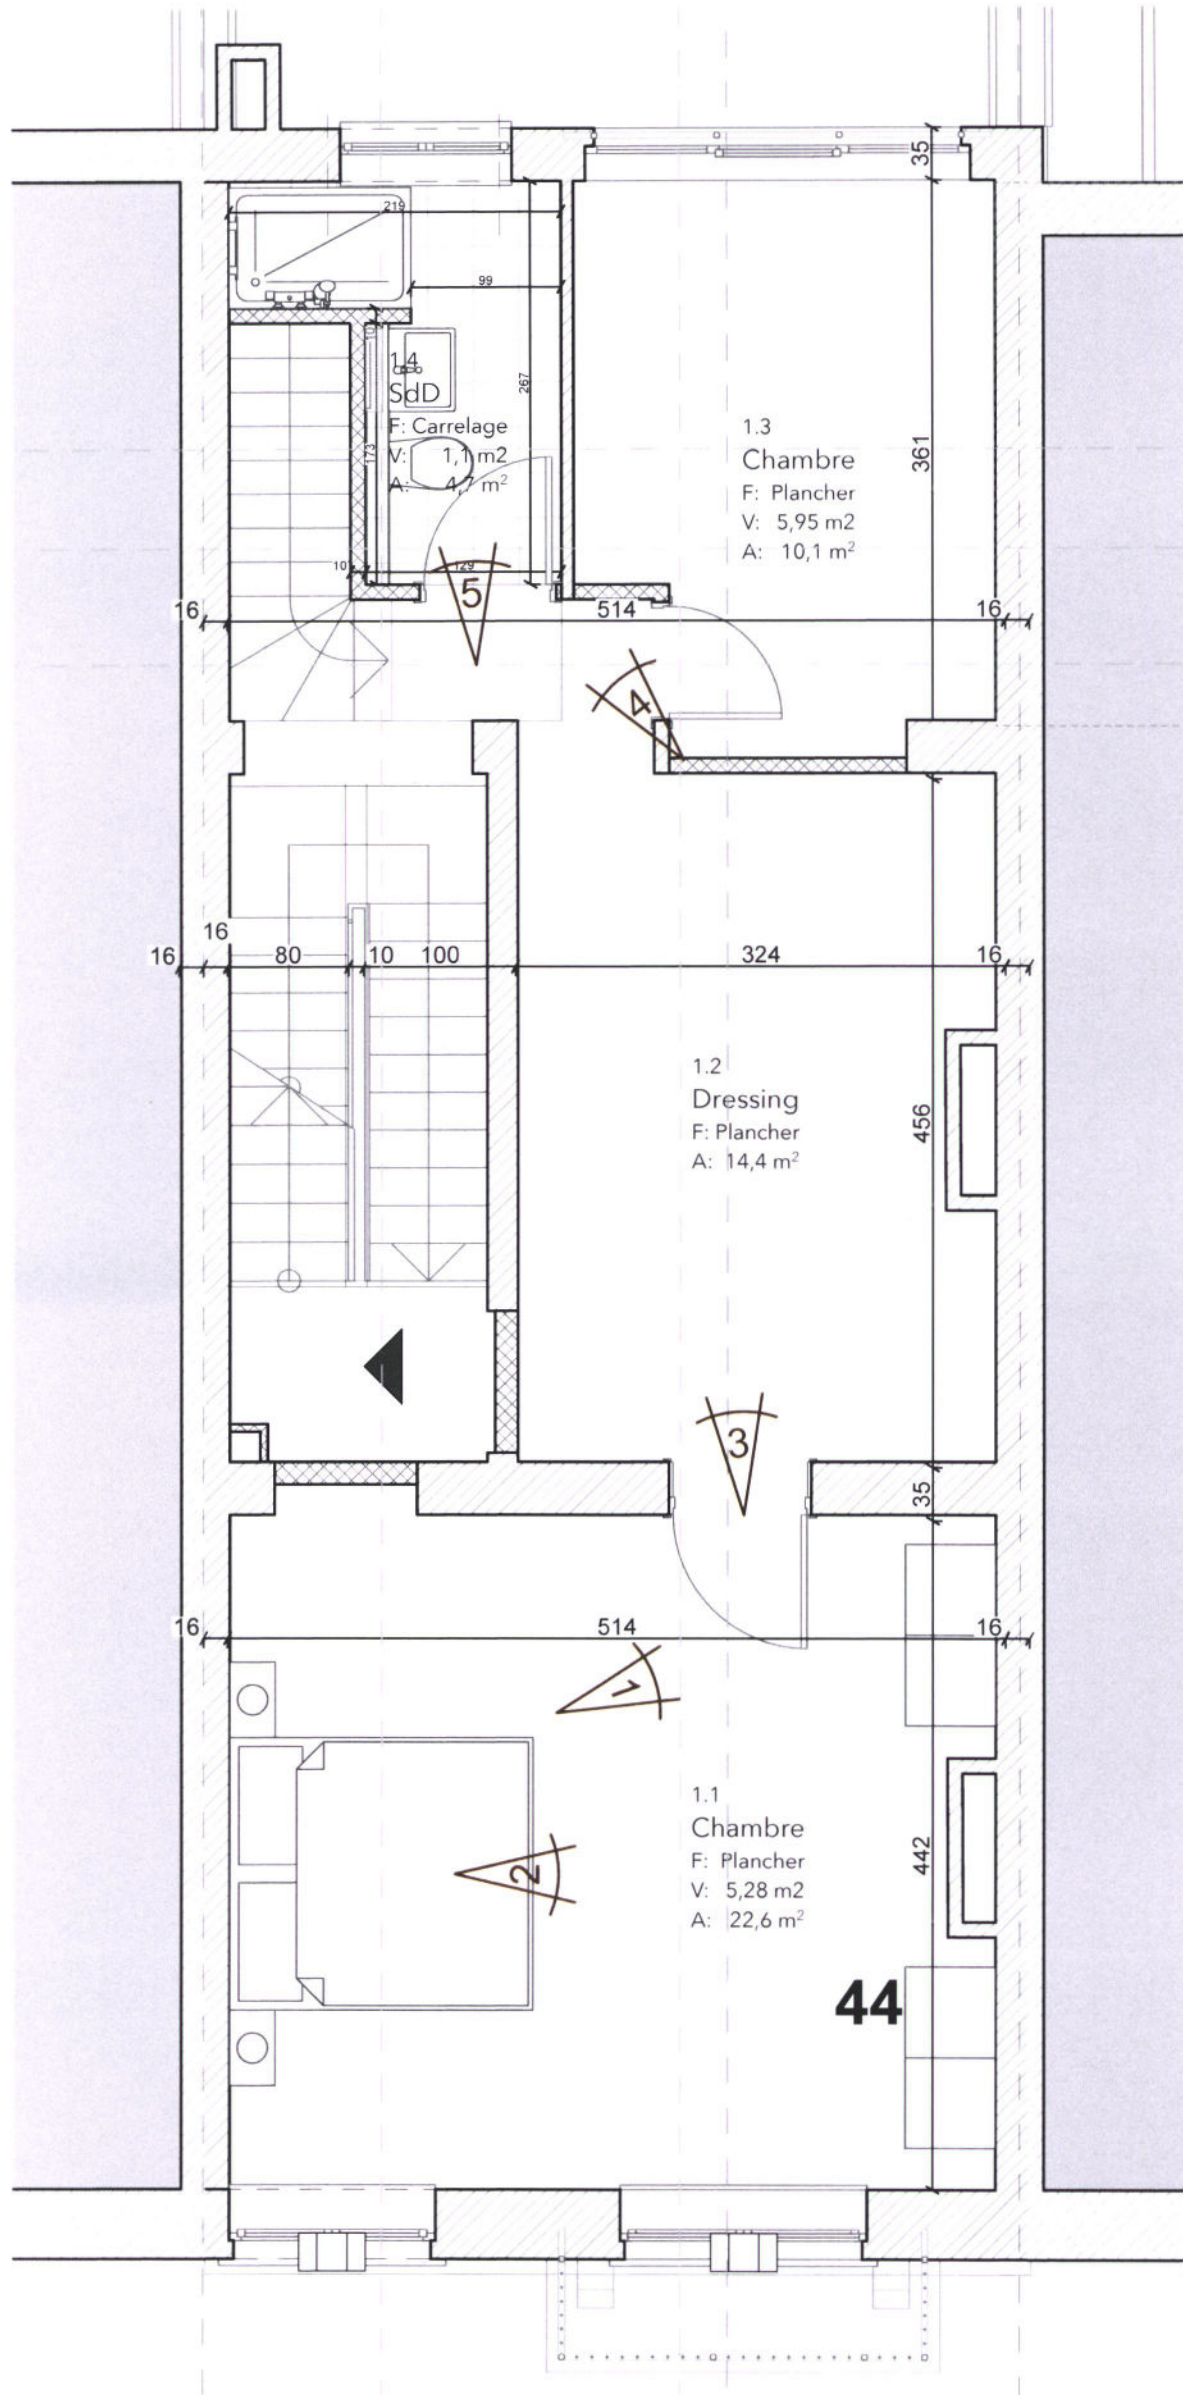 35
219
99
10
1.4
SdD
267
F: Carrelage
V: 1,1 m2
173
A: 4,7 m²
1.3
Chambre
F: Plancher
V: 5,95 m2
A: 10,1 m²
361
10
129
5
16
514
16
4
16
16
80
10
100
324
16
1.2
Dressing
F: Plancher
A: 14,4 m²
456
3
35
16
514
16
1
1.1
Chambre
F: Plancher
V: 5,28 m2
A: 22,6 m²
442
2
44